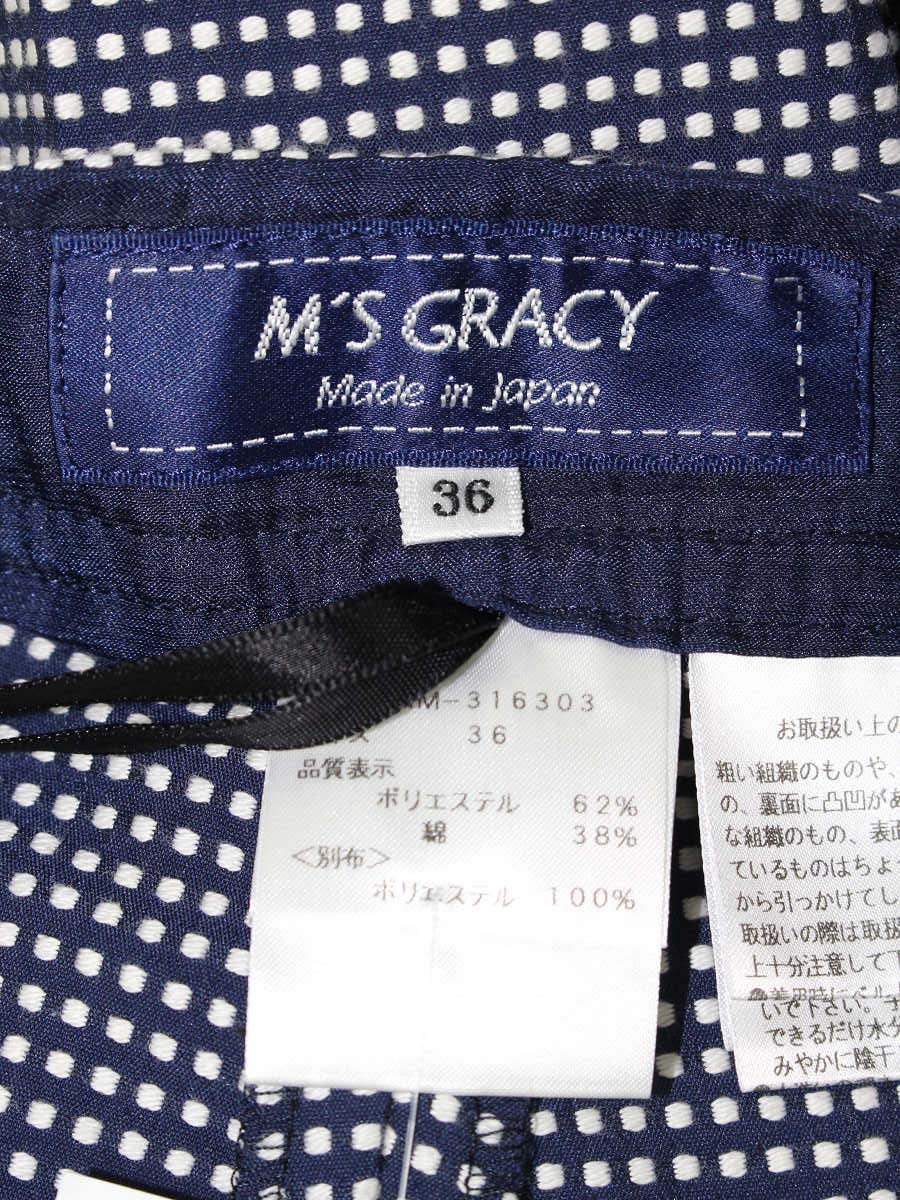 M'S GRACY
Made in Japan
36
M-316303
36
品質表示
ポリエステル 62%
綿 38%
<別布>
ポリエステル 100%
お取扱い上の
粗い組織のものや、
の、裏面に凸凹があ
な組織のもの、表面
ているものはちょっ
から引っかけてし
取扱いの際は取扱
上十分注意して下
いで下さい。
できるだけ水分
みやかに陰干